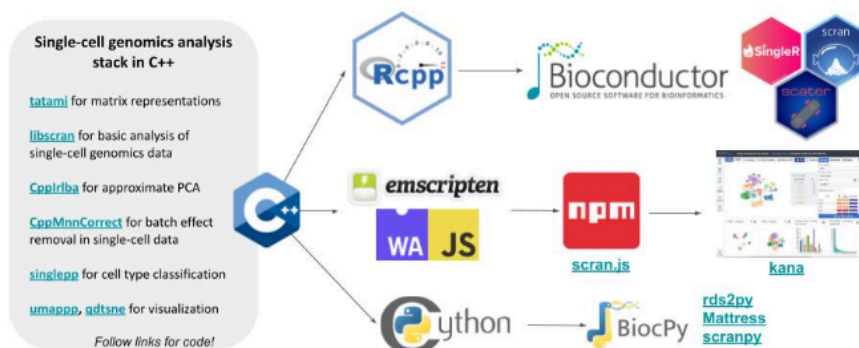 Single-cell genomics analysis
stack in C++
tatami for matrix representations
libscran for basic analysis of
single-cell genomics data
CppIrlba for approximate PCA
CppMnnCorrect for batch effect
removal in single-cell data
singlepp for cell type classification
umappp, qdtsne for visualization
Follow links for code!
C++
Rcpp
Bioconductor
OPEN SOURCE SOFTWARE FOR BIOINFORMATICS
SingleR
scran
scater
emscripten
WA JS
npm
scran.js
kana
Cython
BiocPy
rds2py
Mattress
scranpy